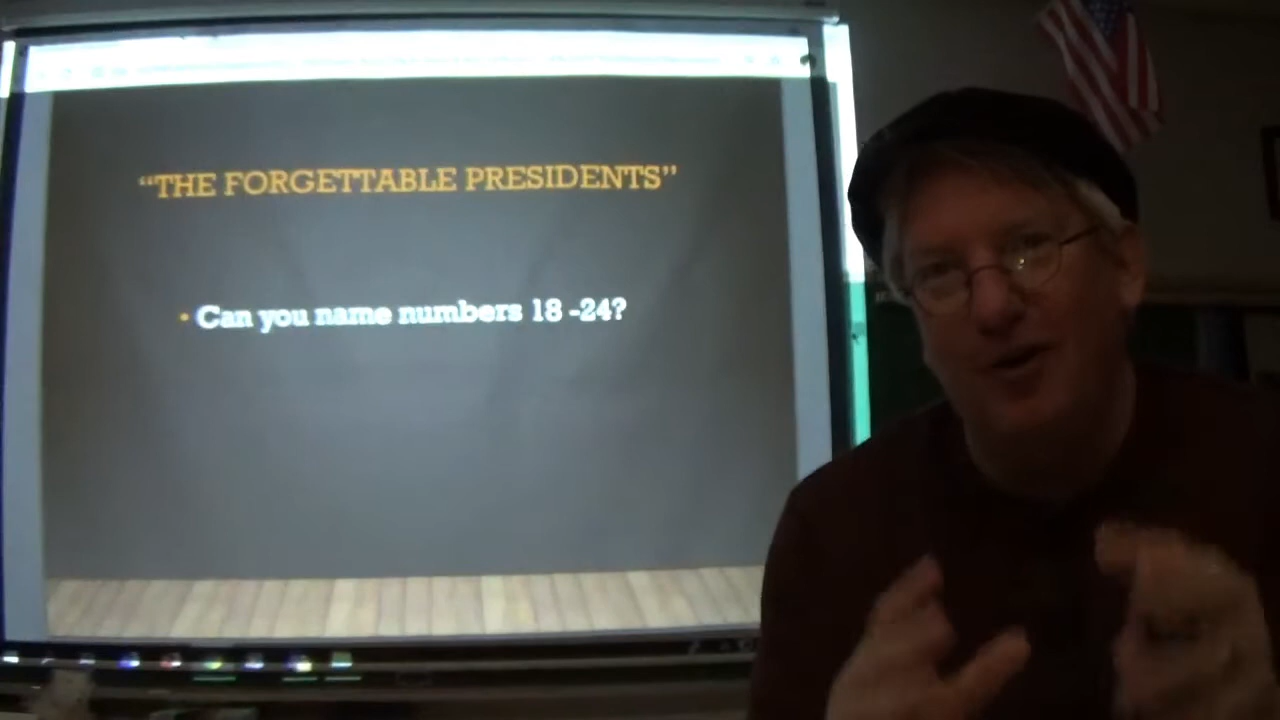 “THE FORGETTABLE PRESIDENTS”
• Can you name numbers 18 -24?